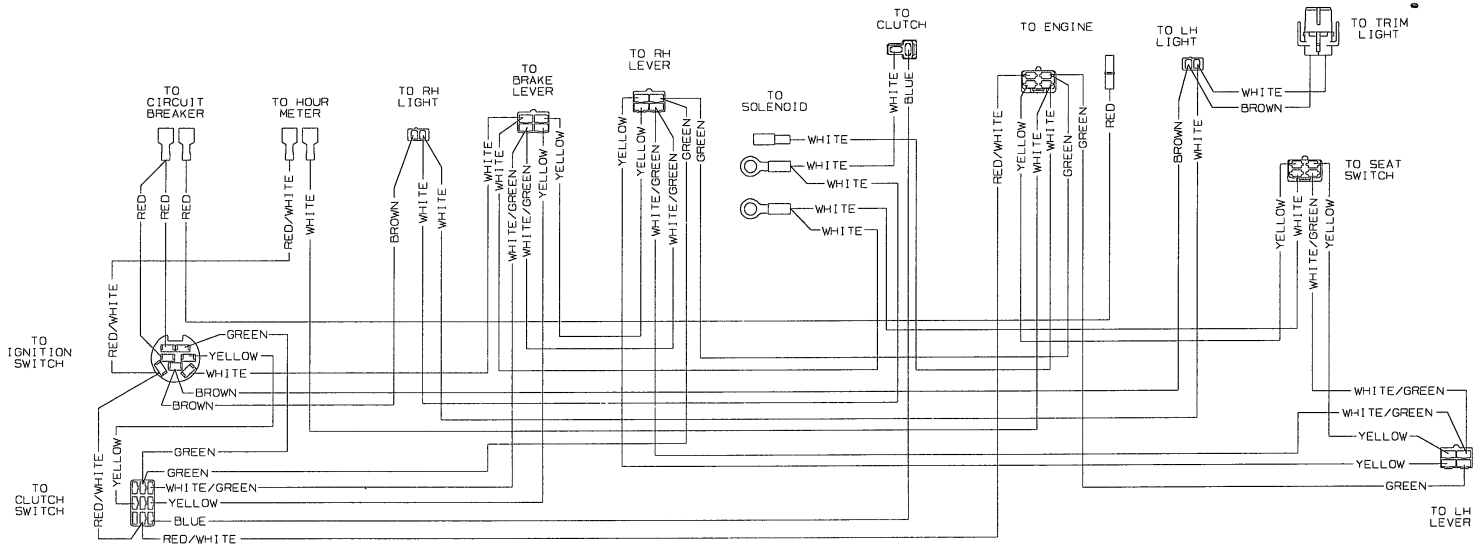 TO
CLUTCH
TO ENGINE
TO LH
LIGHT
TO TRIM
LIGHT
TO RH
LEVER
TO
BRAKE
LEVER
TO
CIRCUIT
BREAKER
TO HOUR
METER
TO RH
LIGHT
TO
SOLENOID
TO SEAT
SWITCH
WHITE
BLUE
RED
WHITE
BROWN
WHITE
WHITE
WHITE
WHITE
WHITE
RED
RED
RED
RED/WHITE
WHITE
BROWN
WHITE
WHITE
WHITE
WHITE
WHITE/GREEN
WHITE/GREEN
YELLOW
YELLOW
YELLOW
YELLOW
WHITE/GREEN
WHITE/GREEN
GREEN
GREEN
RED/WHITE
YELLOW
WHITE
WHITE
GREEN
GREEN
BROWN
WHITE
YELLOW
WHITE
WHITE/GREEN
YELLOW
RED/WHITE
TO
IGNITION
SWITCH
GREEN
YELLOW
WHITE
BROWN
BROWN
WHITE/GREEN
WHITE/GREEN
YELLOW
YELLOW
GREEN
TO LH
LEVER
RED/WHITE
YELLOW
GREEN
GREEN
WHITE/GREEN
YELLOW
BLUE
RED/WHITE
TO
CLUTCH
SWITCH